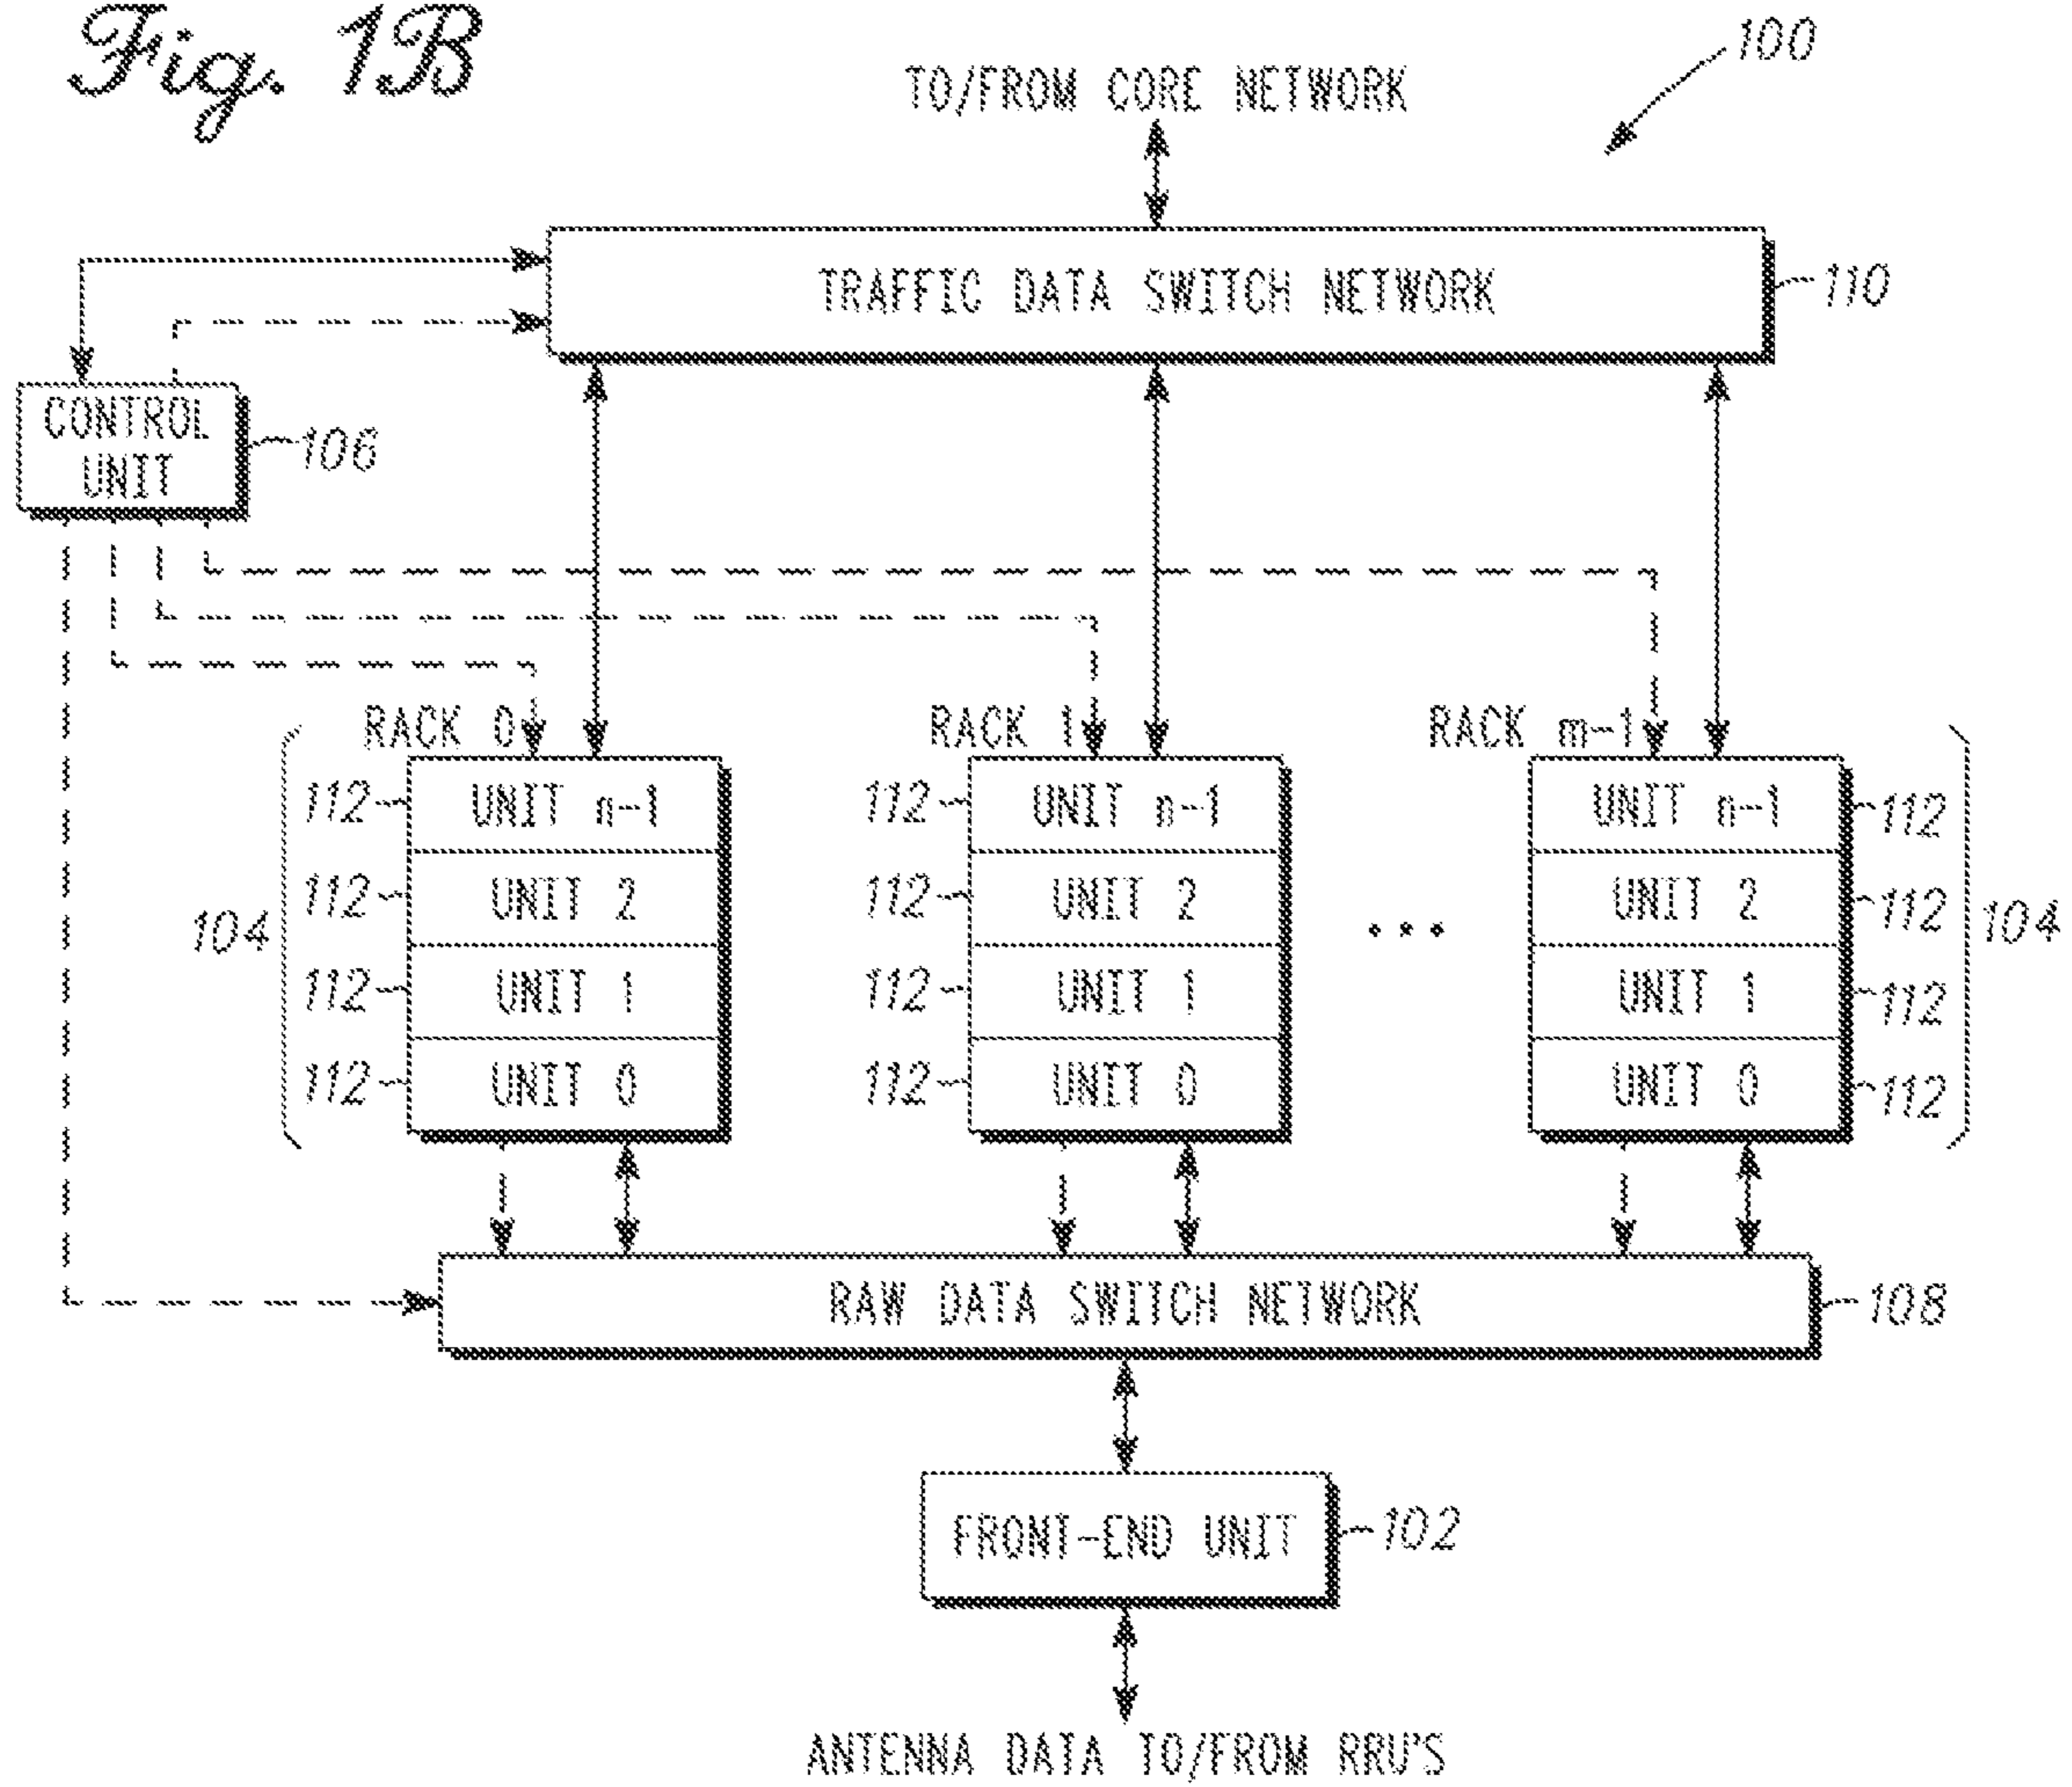 Fig. 1B
100
TO/FROM CORE NETWORK
TRAFFIC DATA SWITCH NETWORK
110
CONTROL
UNIT
106
RACK 0
RACK 1
RACK m-1
112 UNIT n-1
112 UNIT n-1
UNIT n-1 112
112 UNIT 2
112 UNIT 2
UNIT 2 112
104
• • •
104
112 UNIT 1
112 UNIT 1
UNIT 1 112
112 UNIT 0
112 UNIT 0
UNIT 0 112
RAW DATA SWITCH NETWORK
108
FRONT-END UNIT
102
ANTENNA DATA TO/FROM RRU'S